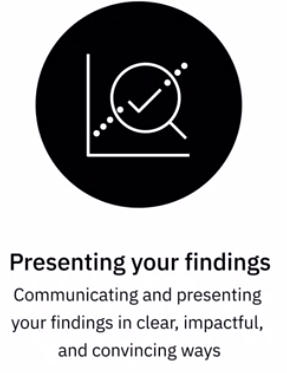 Presenting your findings
Communicating and presenting
your findings in clear, impactful,
and convincing ways